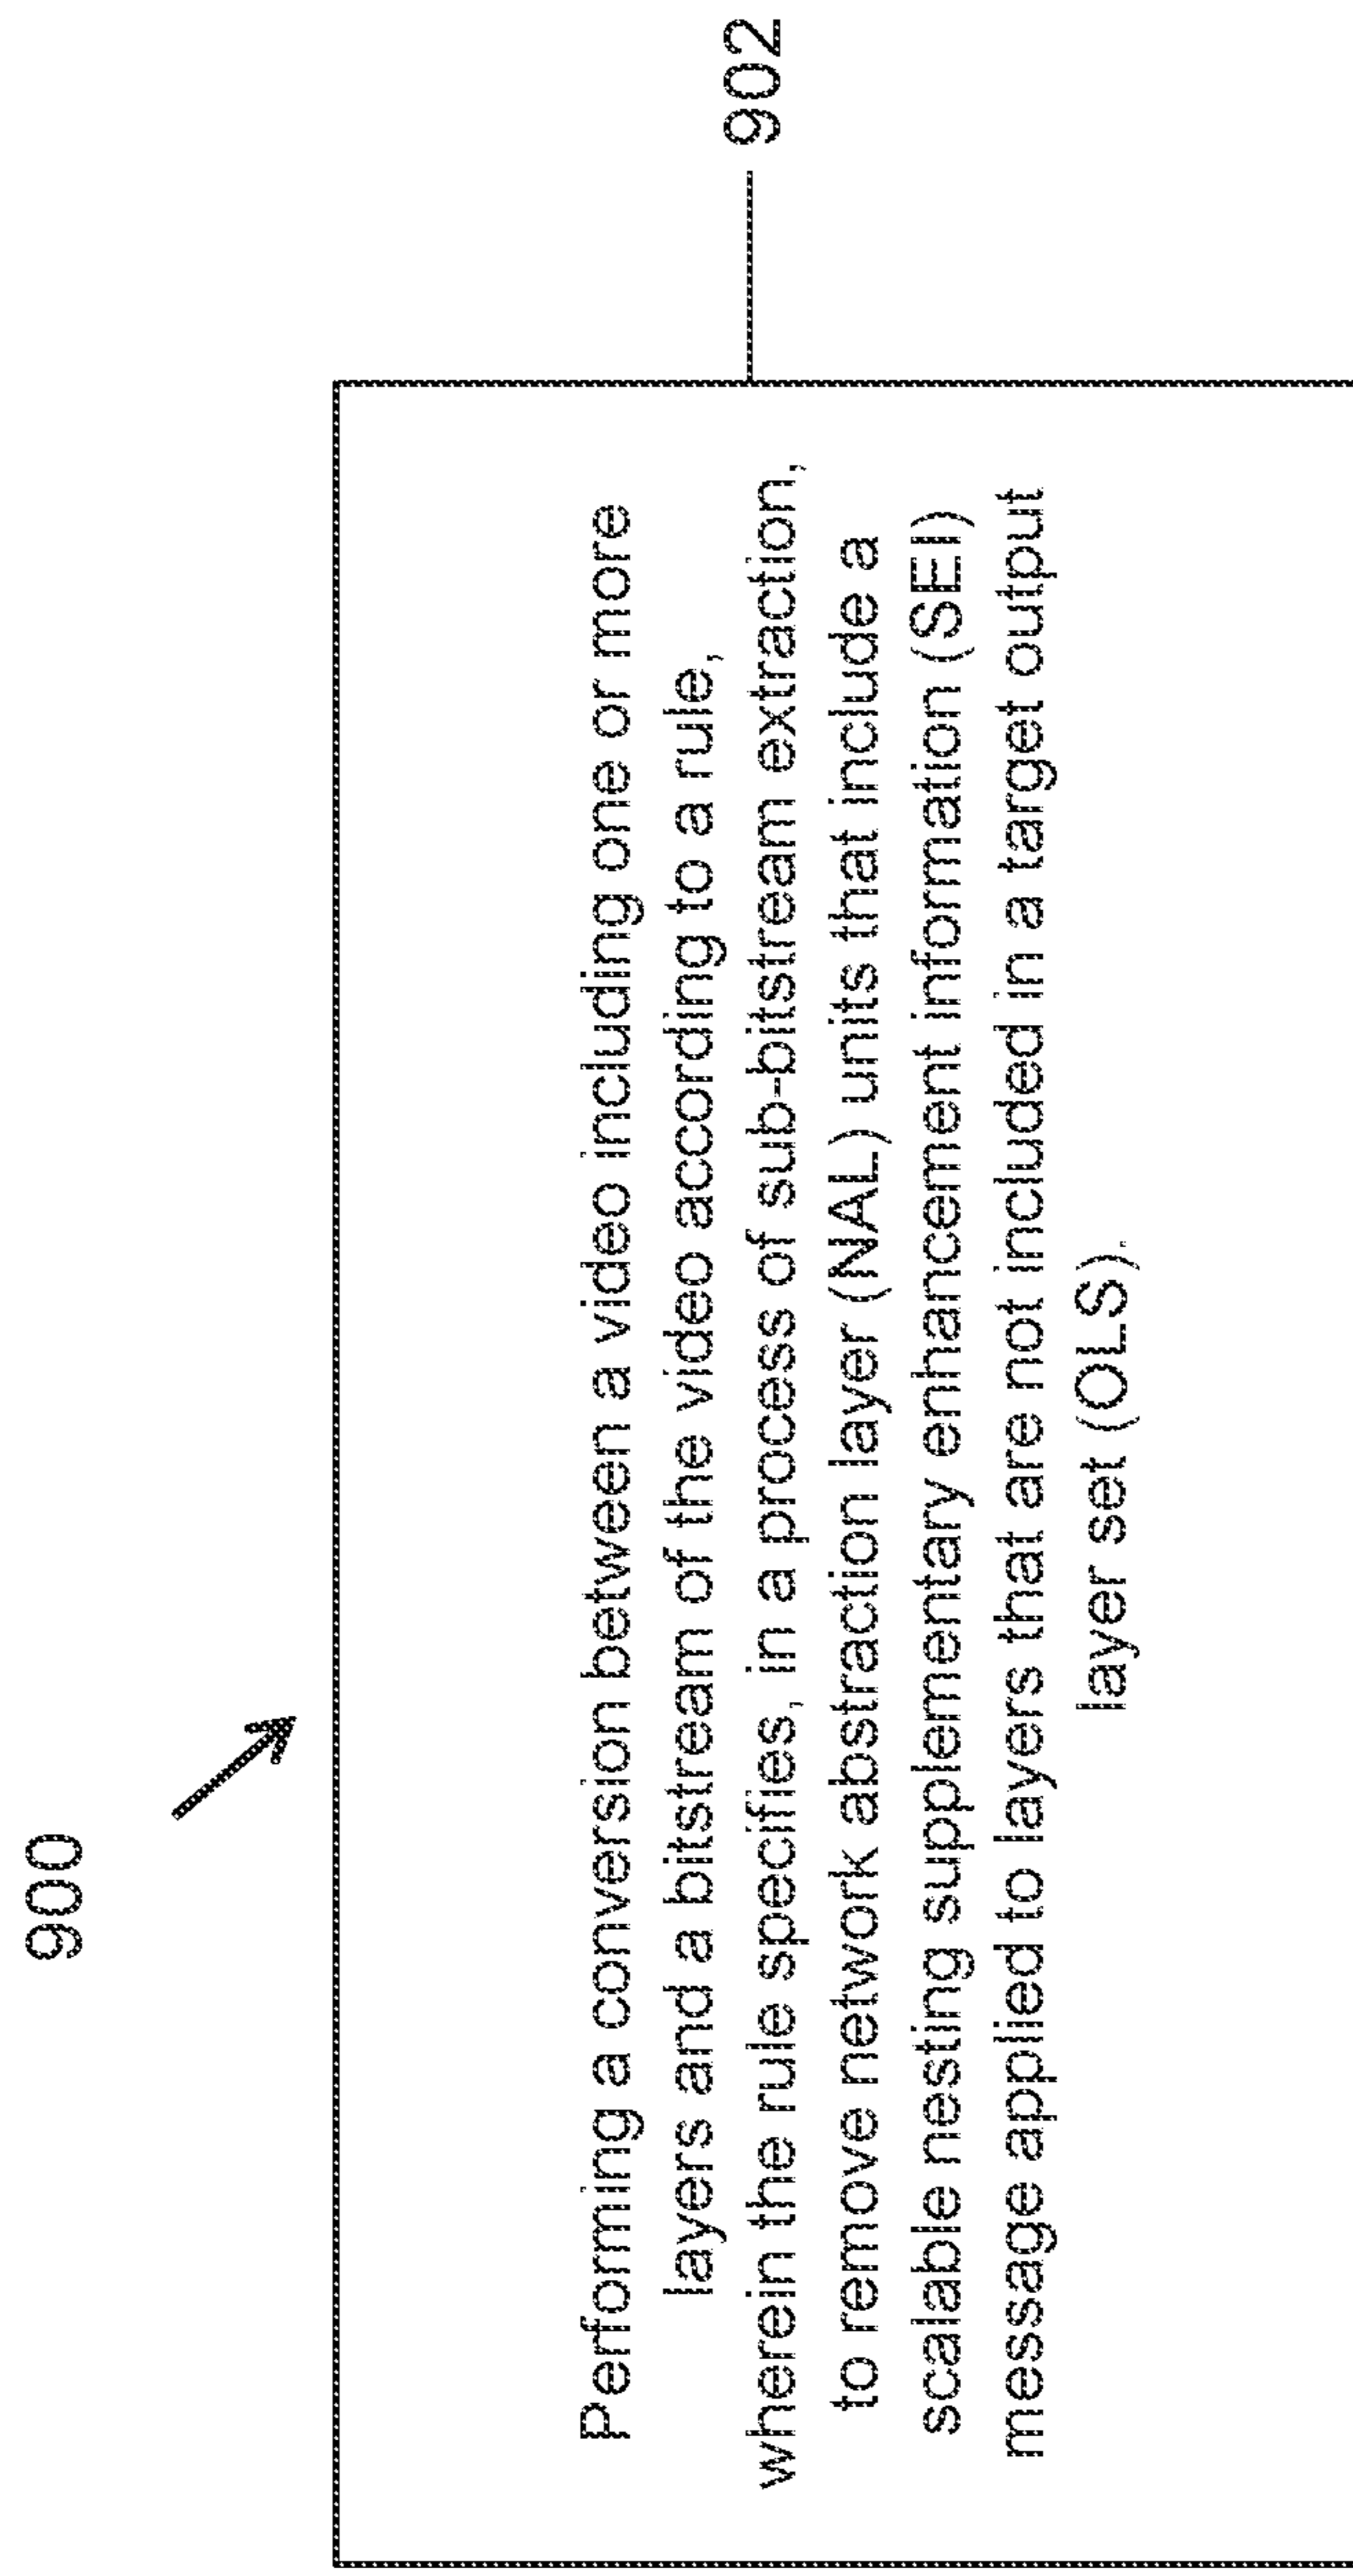 900
Performing a conversion between a video including one or more
layers and a bitstream of the video according to a rule,
wherein the rule specifies, in a process of sub-bitstream extraction,
to remove network abstraction layer (NAL) units that include a
scalable nesting supplementary enhancement information (SEI)
message applied to layers that are not included in a target output
layer set (OLS).
902